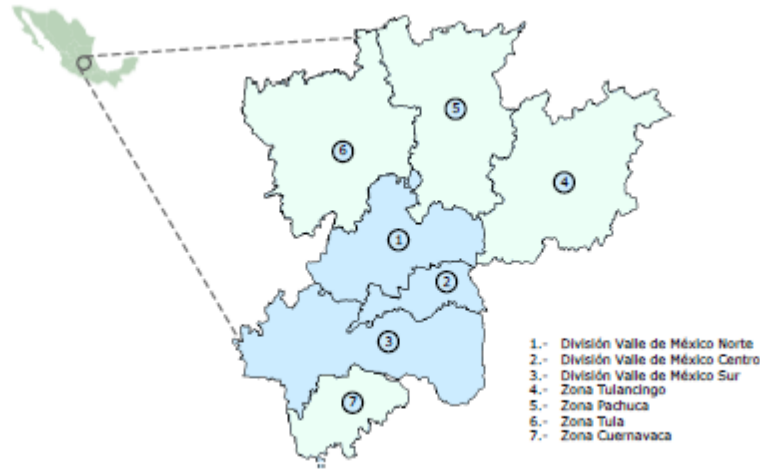 5
6
4
1
2
3
7
1.- División Valle de México Norte
2.- División Valle de México Centro
3.- División Valle de México Sur
4.- Zona Tulancingo
5.- Zona Pachuca
6.- Zona Tula
7.- Zona Cuernavaca